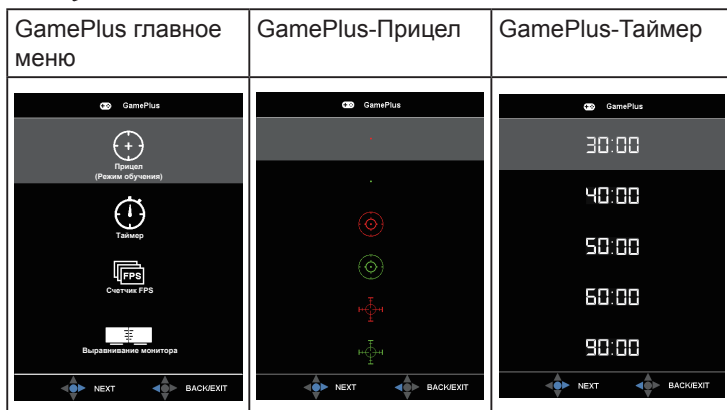 GamePlus главное
меню
GamePlus-Прицел
GamePlus-Таймер
GamePlus
Прицел
(Режим обучения)
Таймер
FPS
Счетчик FPS
Выравнивание монитора
NEXT BACK/EXIT
GamePlus
NEXT BACK/EXIT
GamePlus
30:00
40:00
50:00
60:00
90:00
NEXT BACK/EXIT